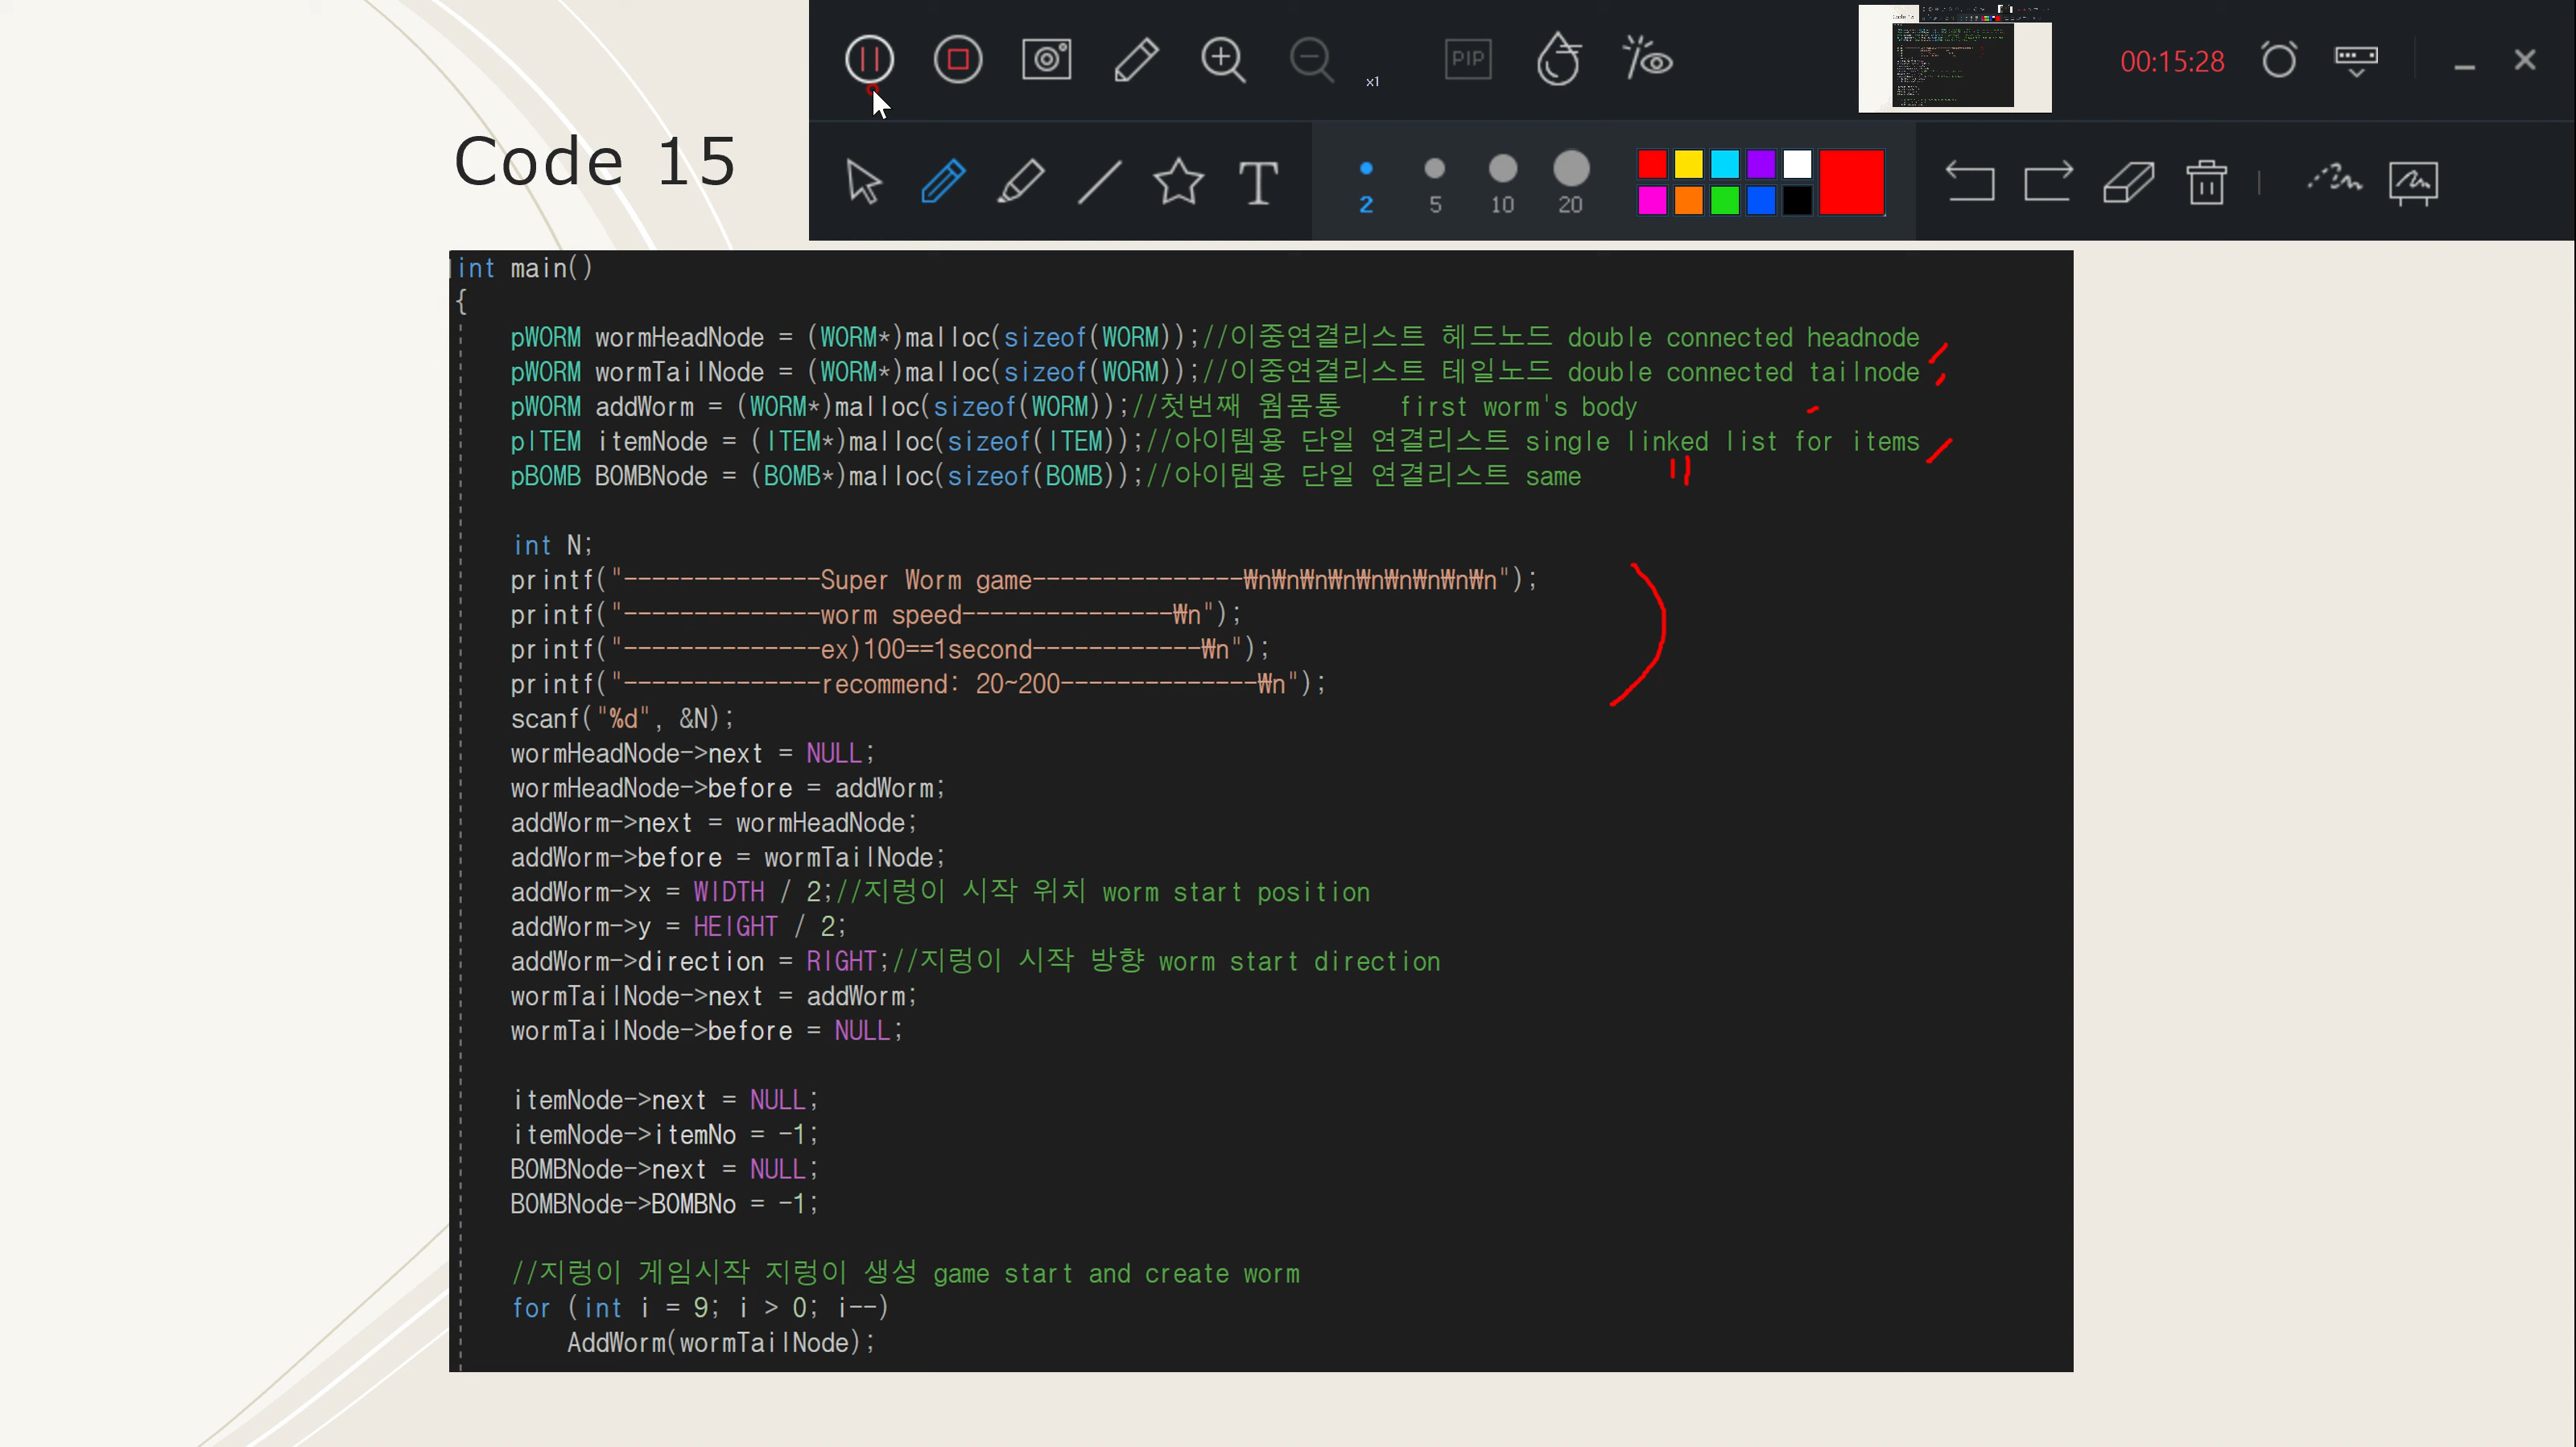 x1
PIP
00:15:28
T
2 5 10 20
Code 15
int main()
{
pWORM wormHeadNode = (WORM*)malloc(sizeof(WORM));//이중연결리스트 헤드노드 double connected headnode
pWORM wormTailNode = (WORM*)malloc(sizeof(WORM));//이중연결리스트 테일노드 double connected tailnode
pWORM addWorm = (WORM*)malloc(sizeof(WORM));//첫번째 웜몸통    first worm's body
pITEM itemNode = (ITEM*)malloc(sizeof(ITEM));//아이템용 단일 연결리스트 single linked list for items
pBOMB BOMBNode = (BOMB*)malloc(sizeof(BOMB));//아이템용 단일 연결리스트 same
int N;
printf("--------------Super Worm game---------------₩n₩n₩n₩n₩n₩n₩n₩n₩n");
printf("--------------worm speed---------------₩n");
printf("--------------ex)100==1second------------₩n");
printf("--------------recommend: 20~200--------------₩n");
scanf("%d", &N);
wormHeadNode->next = NULL;
wormHeadNode->before = addWorm;
addWorm->next = wormHeadNode;
addWorm->before = wormTailNode;
addWorm->x = WIDTH / 2;//지렁이 시작 위치 worm start position
addWorm->y = HEIGHT / 2;
addWorm->direction = RIGHT;//지렁이 시작 방향 worm start direction
wormTailNode->next = addWorm;
wormTailNode->before = NULL;
itemNode->next = NULL;
itemNode->itemNo = -1;
BOMBNode->next = NULL;
BOMBNode->BOMBNo = -1;
//지렁이 게임시작 지렁이 생성 game start and create worm
for (int i = 9; i > 0; i--)
AddWorm(wormTailNode);